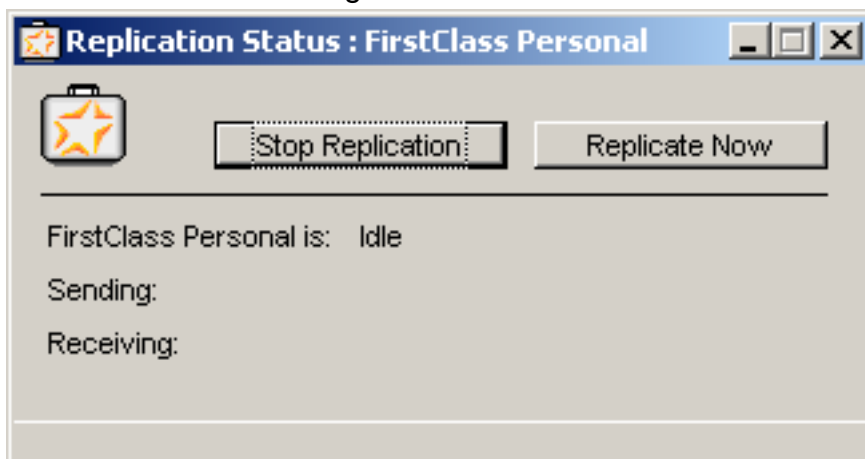 Replication Status : FirstClass Personal
Stop Replication Replicate Now
FirstClass Personal is: Idle
Sending:
Receiving: